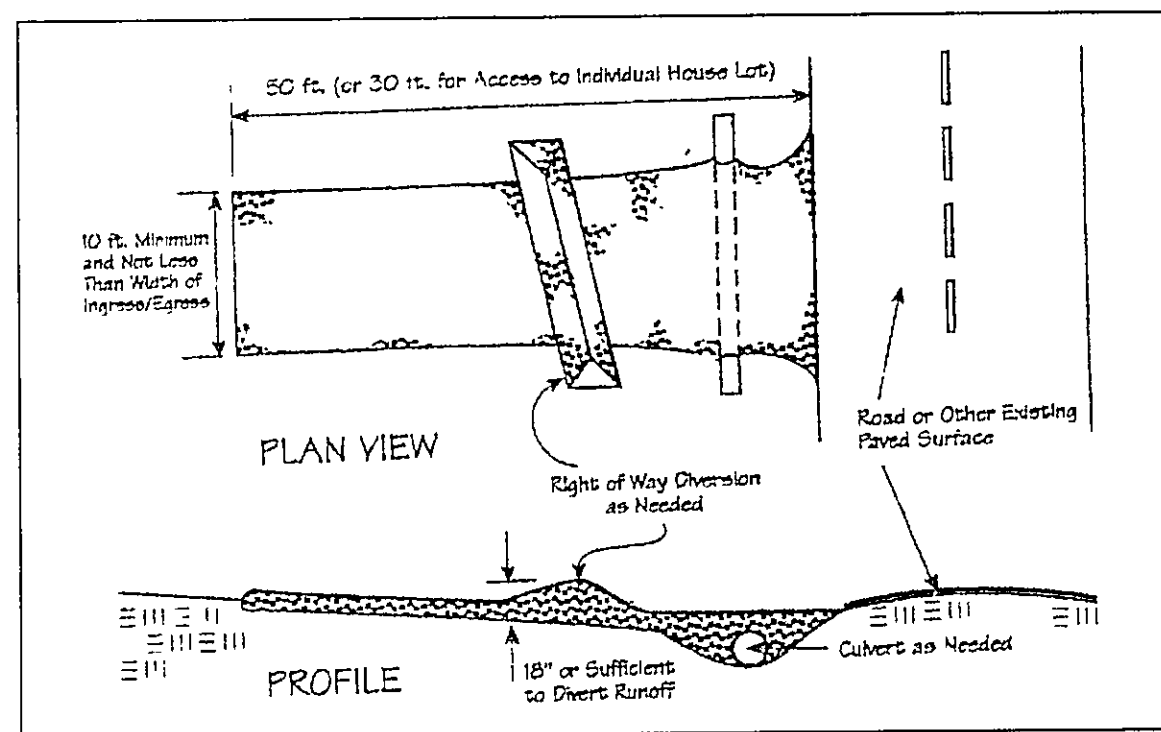 50 ft. (or 30 ft. for Access to Individual House Lot)
10 ft. Minimum
and Not Less
Than Width of
Ingress/Egress
PLAN VIEW
Right of Way Diversion
as Needed
Road or Other Existing
Paved Surface
Culvert as Needed
18" or Sufficient
to Divert Runoff
PROFILE